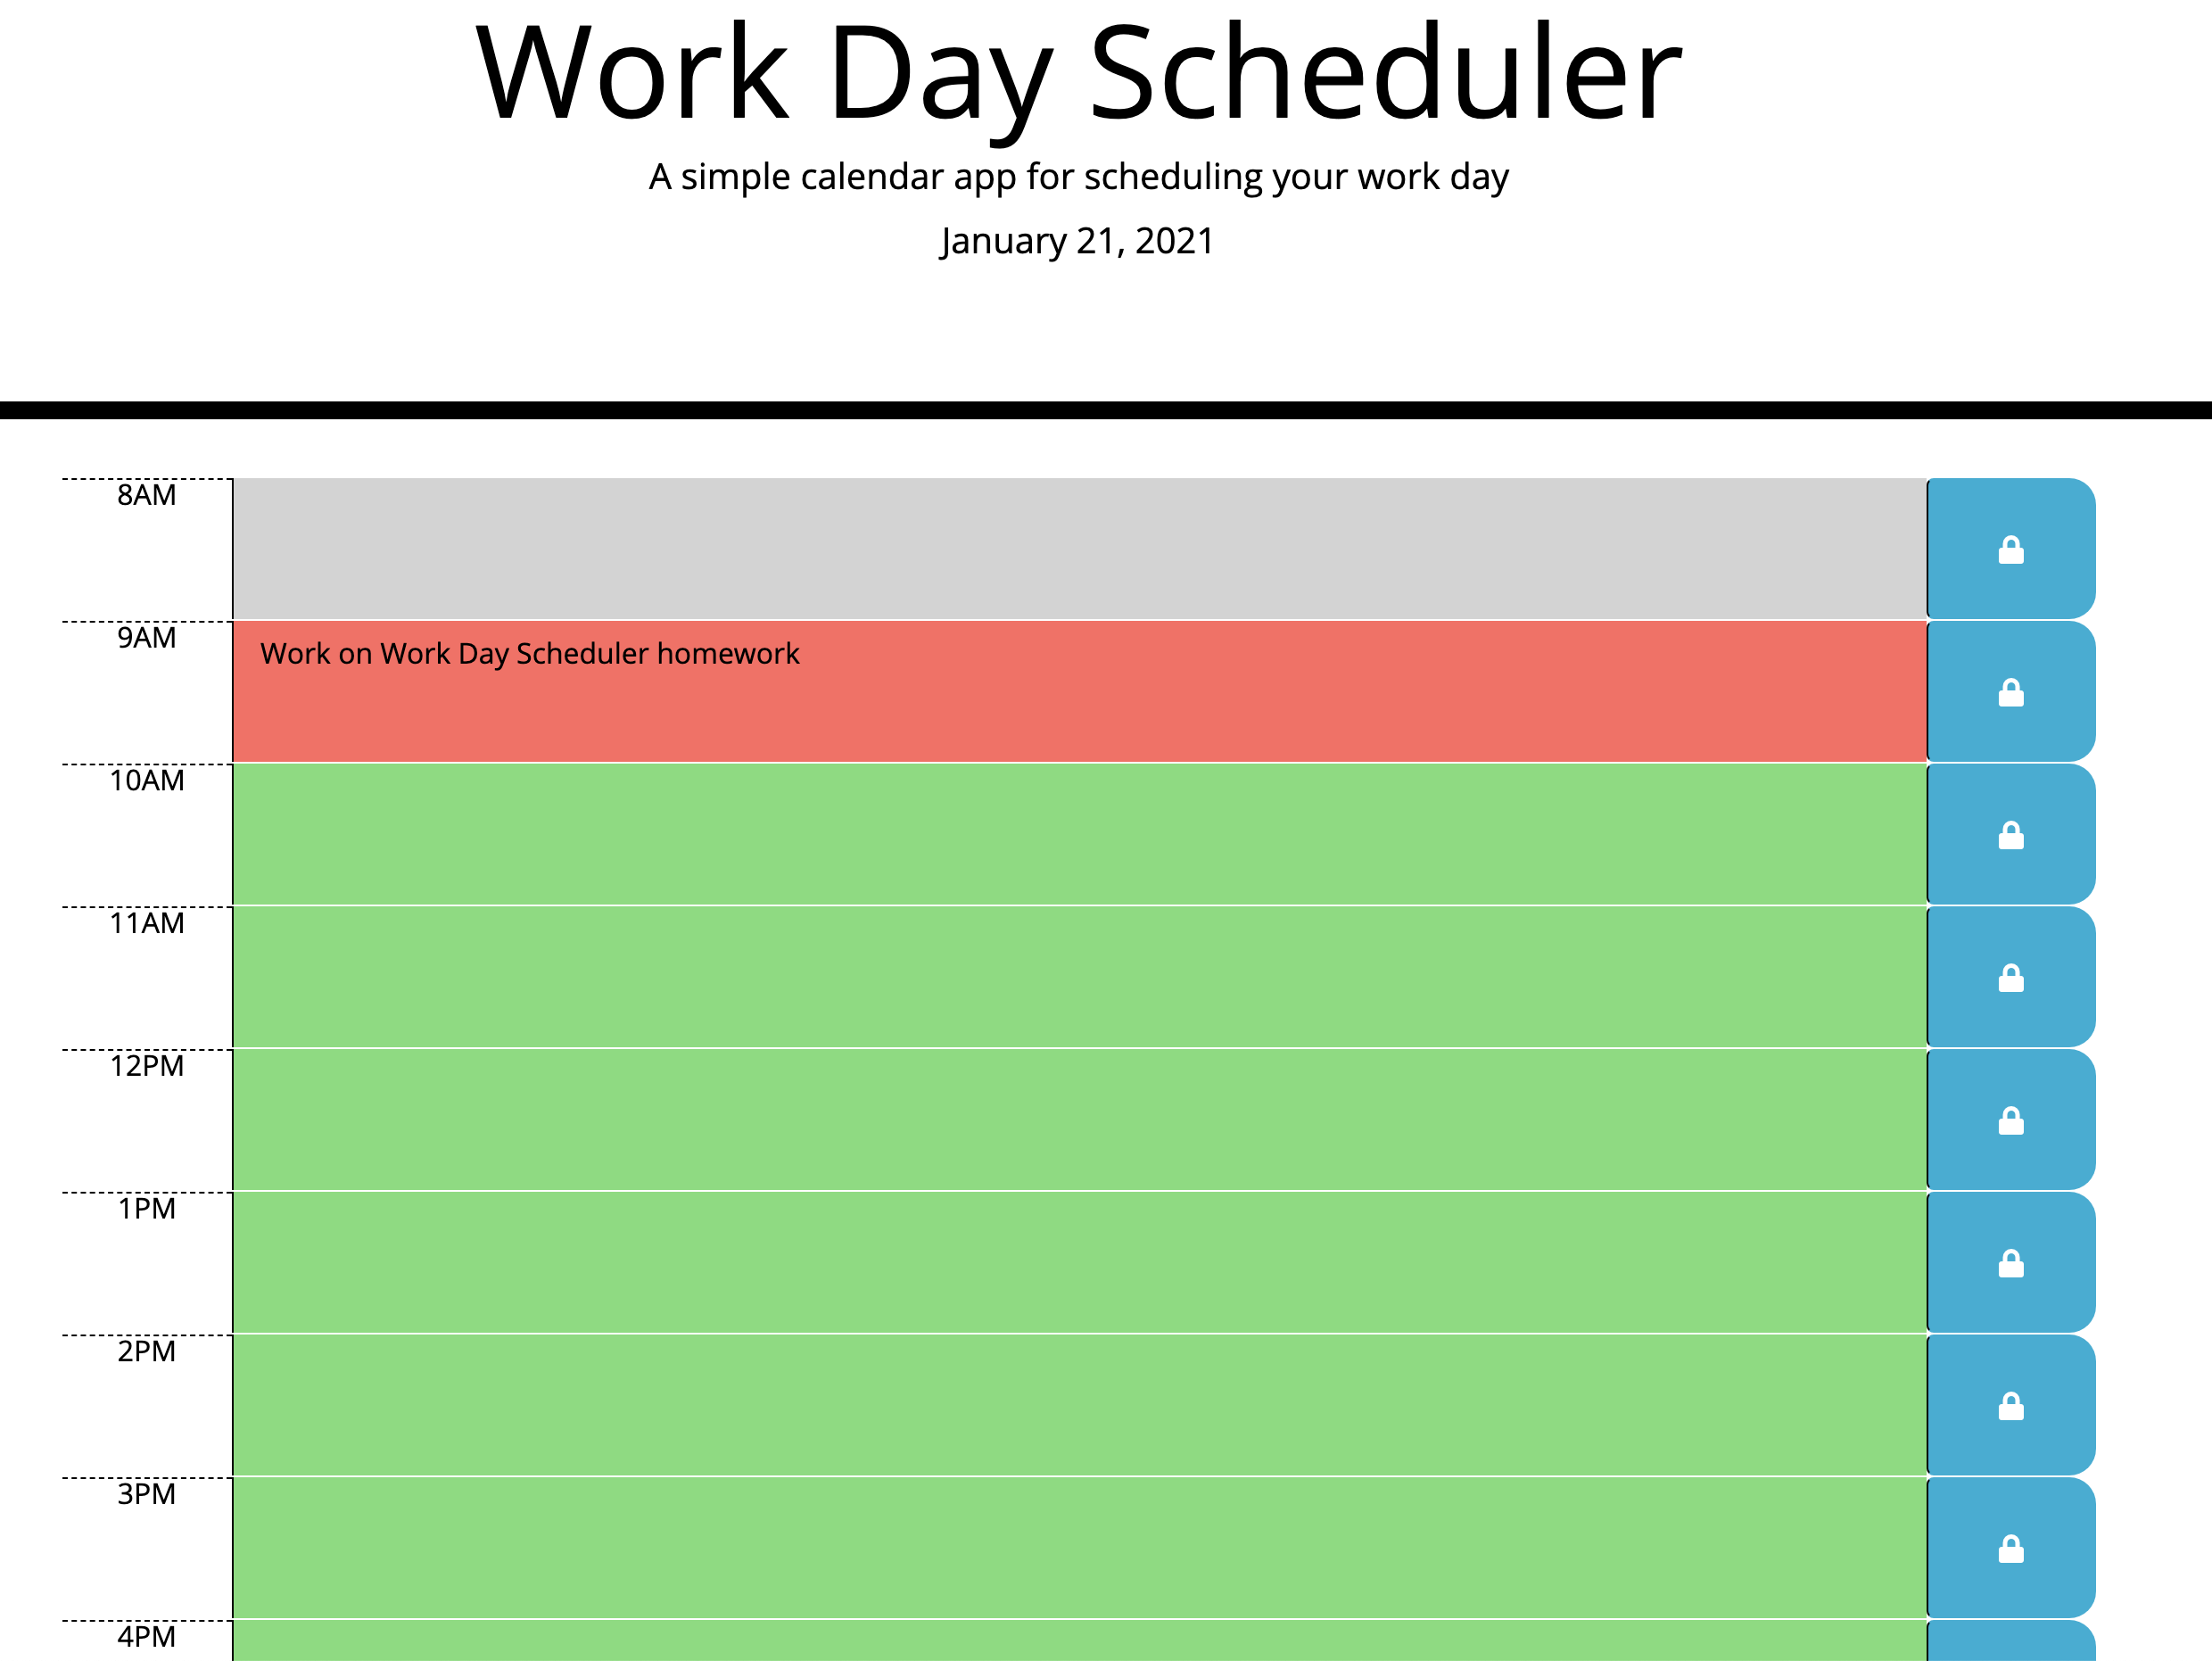 Work Day Scheduler
A simple calendar app for scheduling your work day
January 21, 2021
8AM
9AM
Work on Work Day Scheduler homework
10AM
11AM
12PM
1PM
2PM
3PM
4PM